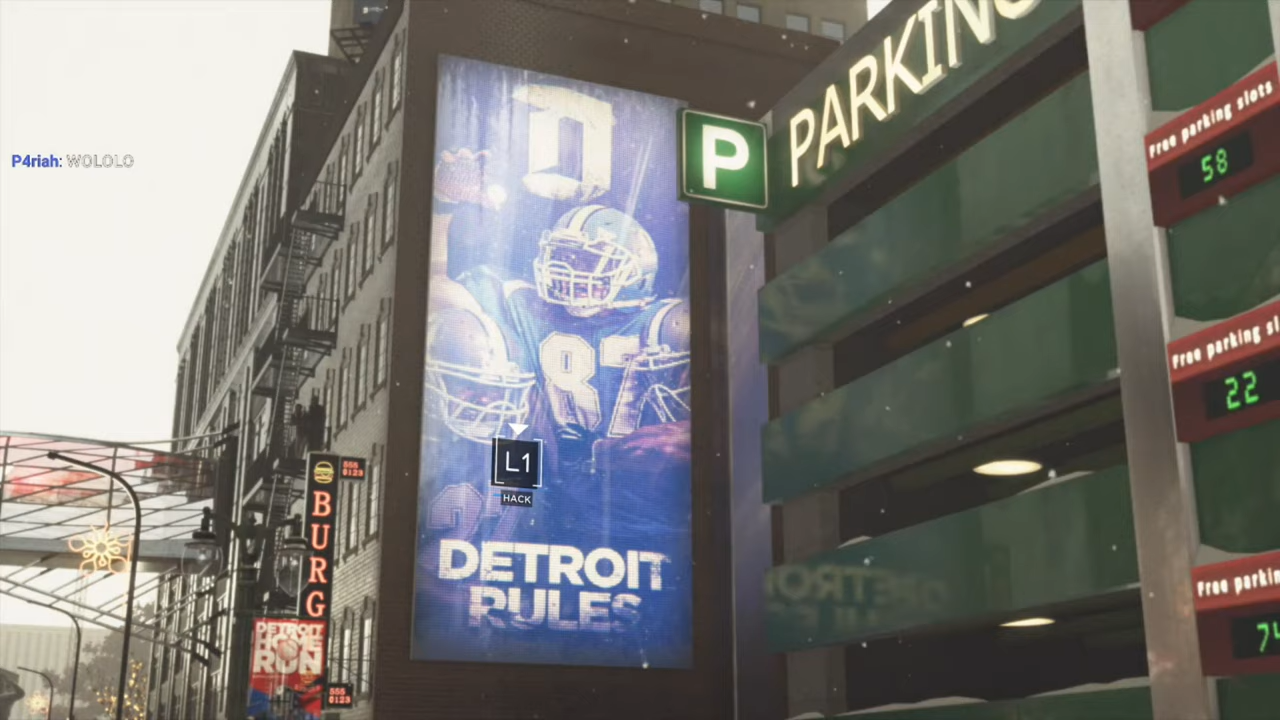 PARKING
P
Free parking slots
58
P4riah: WOLOLO
D
87
Free parking sl
22
L1
HACK
555
0123
BURG
DETROIT
RULES
Free parkin
74
DETROIT
HOME
RUN
555
0123